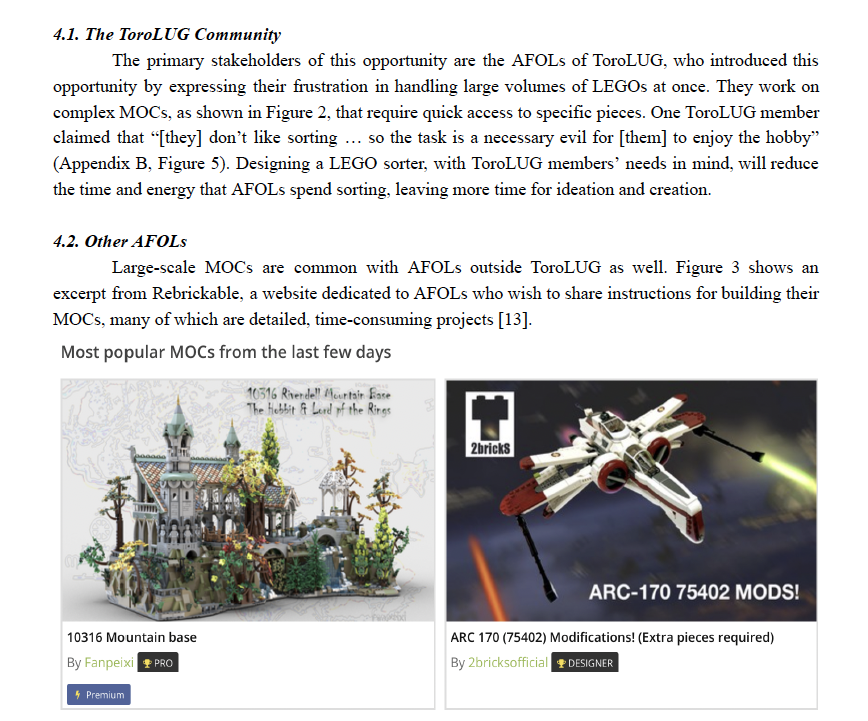 4.1. The ToroLUG Community
The primary stakeholders of this opportunity are the AFOLs of ToroLUG, who introduced this
opportunity by expressing their frustration in handling large volumes of LEGOs at once. They work on
complex MOCs, as shown in Figure 2, that require quick access to specific pieces. One ToroLUG member
claimed that “[they] don’t like sorting … so the task is a necessary evil for [them] to enjoy the hobby”
(Appendix B, Figure 5). Designing a LEGO sorter, with ToroLUG members’ needs in mind, will reduce
the time and energy that AFOLs spend sorting, leaving more time for ideation and creation.
4.2. Other AFOLs
Large-scale MOCs are common with AFOLs outside ToroLUG as well. Figure 3 shows an
excerpt from Rebrickable, a website dedicated to AFOLs who wish to share instructions for building their
MOCs, many of which are detailed, time-consuming projects [13].
Most popular MOCs from the last few days
10316 Rivendell Mountain Base
The Hobbit & Lord of the Rings
10316 Mountain base
By Fanpeixi PRO
Premium
2bricks
ARC-170 75402 MODS!
ARC 170 (75402) Modifications! (Extra pieces required)
By 2bricksofficial DESIGNER